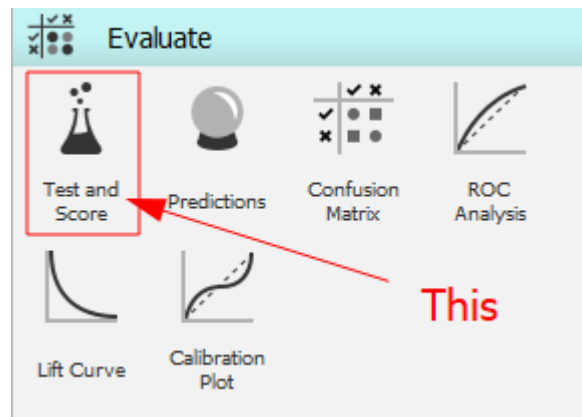 Evaluate
Test and
Score
Predictions
Confusion
Matrix
ROC
Analysis
This
Lift Curve
Calibration
Plot